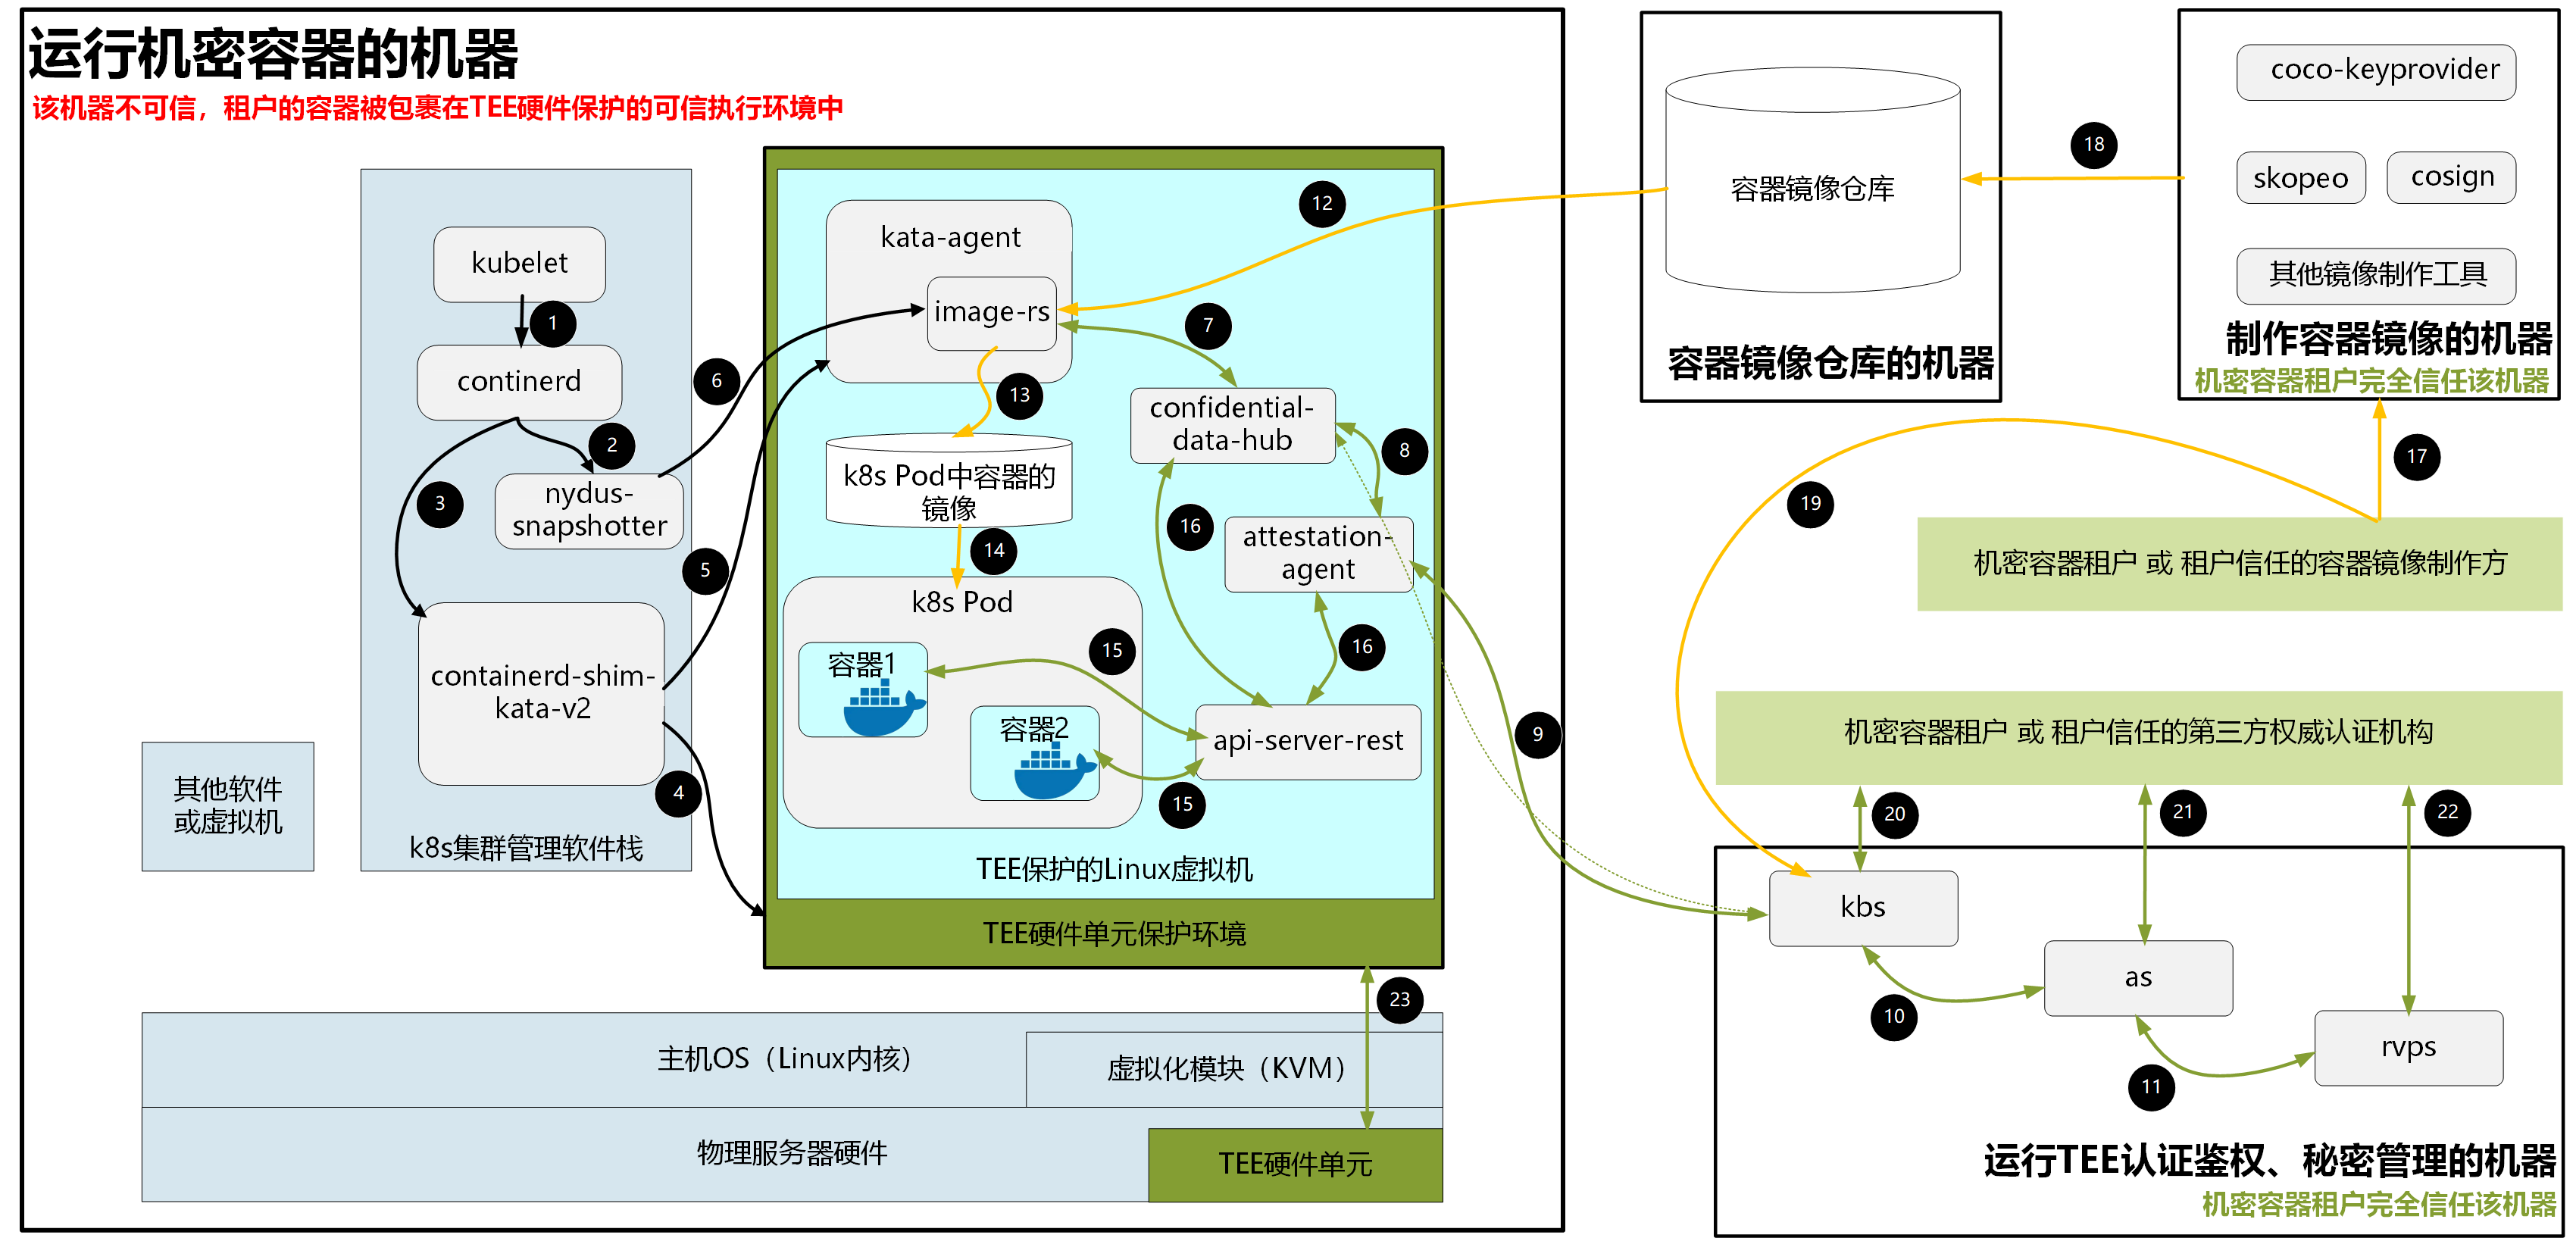 运行机密容器的机器
该机器不可信，租户的容器被包裹在TEE硬件保护的可信执行环境中
kubelet
1
continerd
2
3
nydus-
snapshotter
containerd-shim-
kata-v2
k8s集群管理软件栈
其他软件
或虚拟机
4
5
6
kata-agent
image-rs
12
7
13
confidential-
data-hub
8
k8s Pod中容器的
镜像
14
16
attestation-
agent
k8s Pod
容器1
15
16
容器2
api-server-rest
15
9
TEE保护的Linux虚拟机
TEE硬件单元保护环境
23
主机OS（Linux内核）
虚拟化模块（KVM）
物理服务器硬件
TEE硬件单元
容器镜像仓库
容器镜像仓库的机器
18
coco-keyprovider
skopeo
cosign
其他镜像制作工具
制作容器镜像的机器
机密容器租户完全信任该机器
17
19
机密容器租户 或 租户信任的容器镜像制作方
机密容器租户 或 租户信任的第三方权威认证机构
20
21
22
kbs
as
10
rvps
11
运行TEE认证鉴权、秘密管理的机器
机密容器租户完全信任该机器